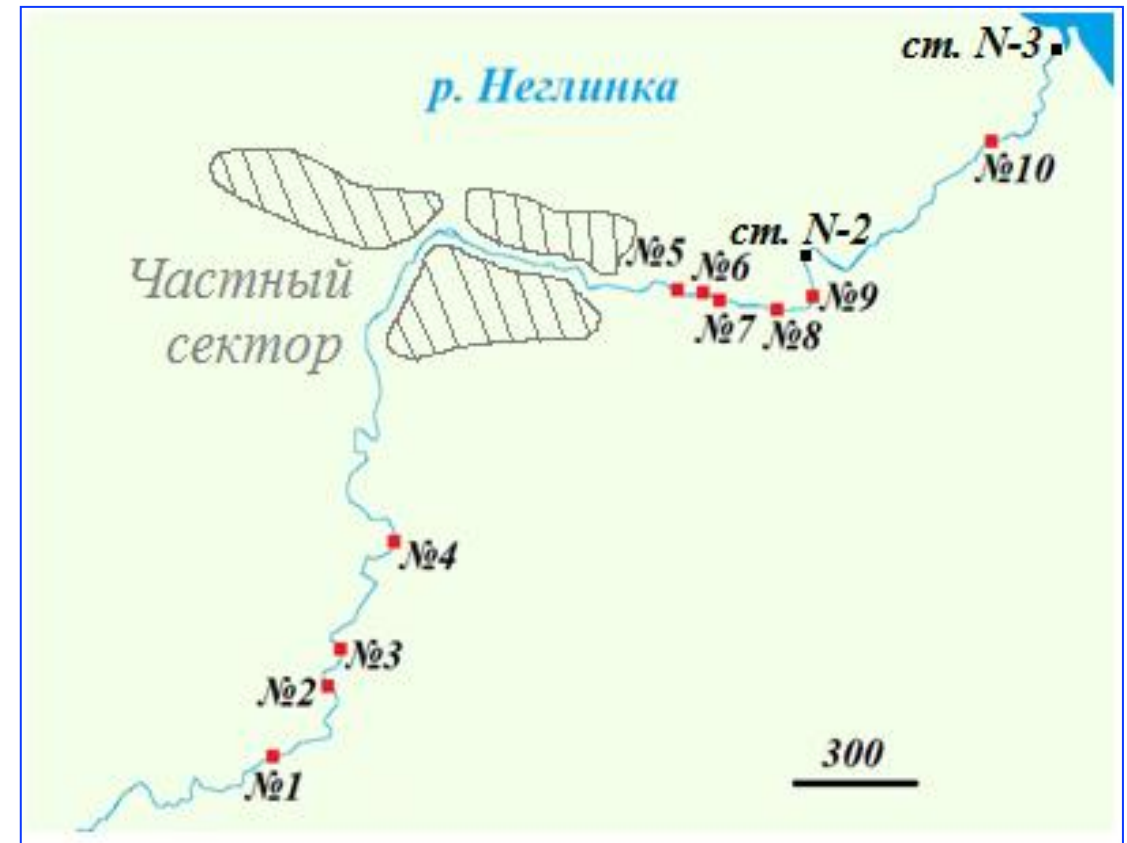 ст. N-3
р. Неглинка
№10
ст. N-2
№5
№6
Частный
сектор
№9
№7
№8
№4
№3
№2
300
№1